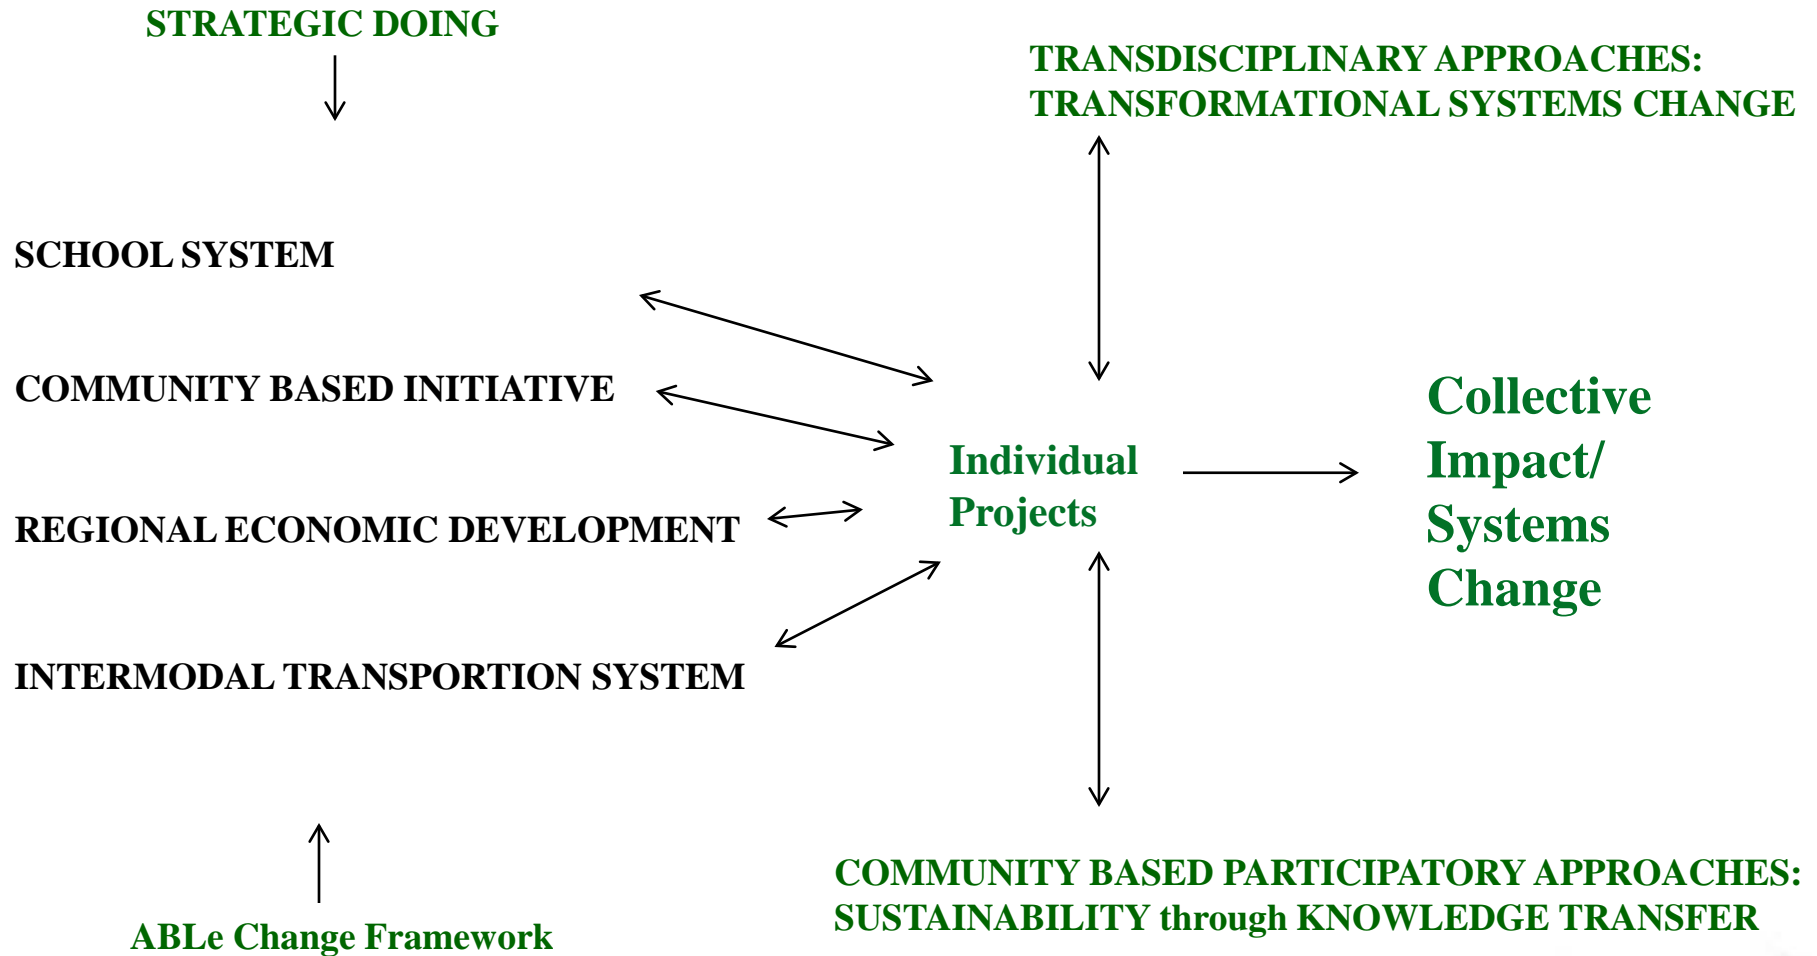 STRATEGIC DOING
TRANSDISCIPLINARY APPROACHES:
TRANSFORMATIONAL SYSTEMS CHANGE
SCHOOL SYSTEM
COMMUNITY BASED INITIATIVE
REGIONAL ECONOMIC DEVELOPMENT
INTERMODAL TRANSPORTION SYSTEM
Individual
Projects
Collective
Impact/
Systems
Change
ABLe Change Framework
COMMUNITY BASED PARTICIPATORY APPROACHES:
SUSTAINABILITY through KNOWLEDGE TRANSFER